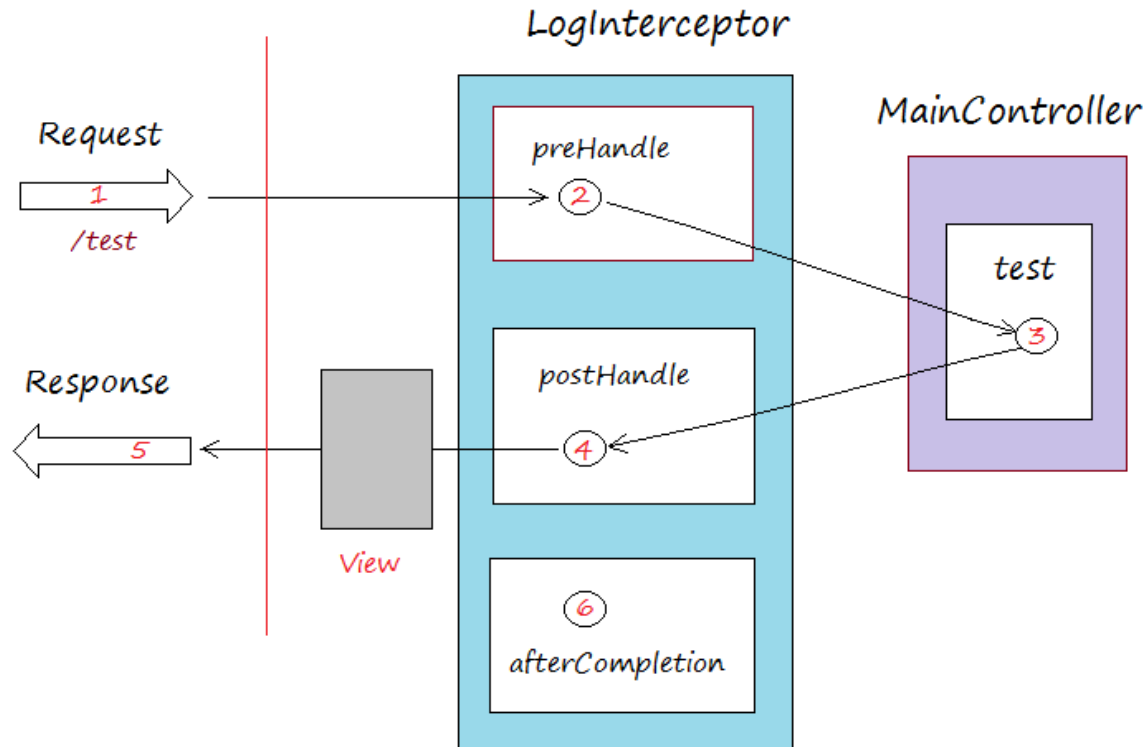 LogInterceptor
MainController
Request
1
/test
preHandle
2
test
3
Response
5
postHandle
4
View
6
afterCompletion